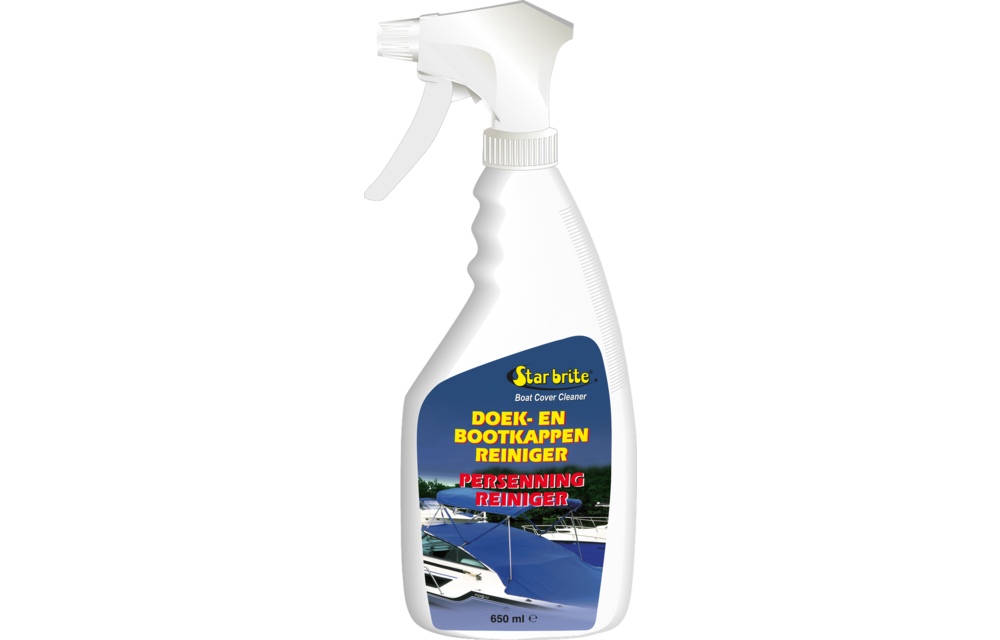 Star brite®
Boat Cover Cleaner
DOEK- EN
BOOTKAPPEN
REINIGER
PERSENNING
REINIGER
650 ml ℮